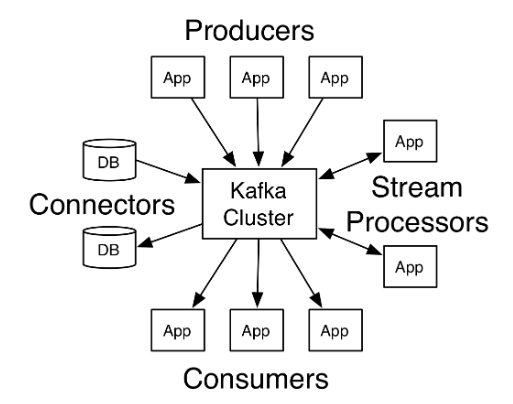 Producers
App
App
App
DB
App
Kafka
Cluster
Connectors
Stream
Processors
DB
App
App
App
App
Consumers